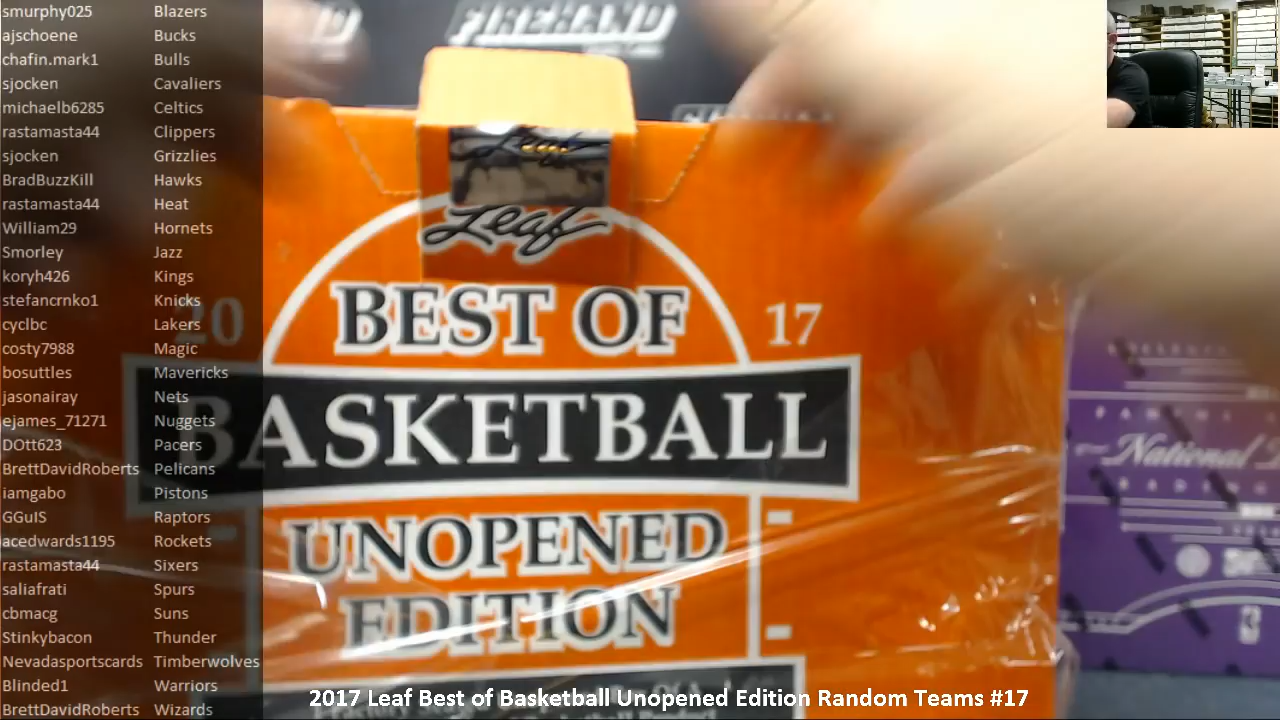 smurphy025 Blazers
ajschoene Bucks
chafin.mark1 Bulls
sjocken Cavaliers
michaelb6285 Celtics
rastamasta44 Clippers
sjocken Grizzlies
BradBuzzKill Hawks
rastamasta44 Heat
William29 Hornets
Smorley Jazz
koryh426 Kings
stefancrnko1 Knicks
cyclbc Lakers
costy7988 Magic
bosuttles Mavericks
jasonairay Nets
ejames_71271 Nuggets
DOtt623 Pacers
BrettDavidRoberts Pelicans
iamgabo Pistons
GGuIS Raptors
acedwards1195 Rockets
rastamasta44 Sixers
saliafrati Spurs
cbmacg Suns
Stinkybacon Thunder
Nevadasportscards Timberwolves
Blinded1 Warriors
BrettDavidRoberts Wizards
FIREHAND
Leaf
Leaf
BEST OF
20 17
BASKETBALL
UNOPENED
EDITION
PANINI
National
2017 Leaf Best of Basketball Unopened Edition Random Teams #17